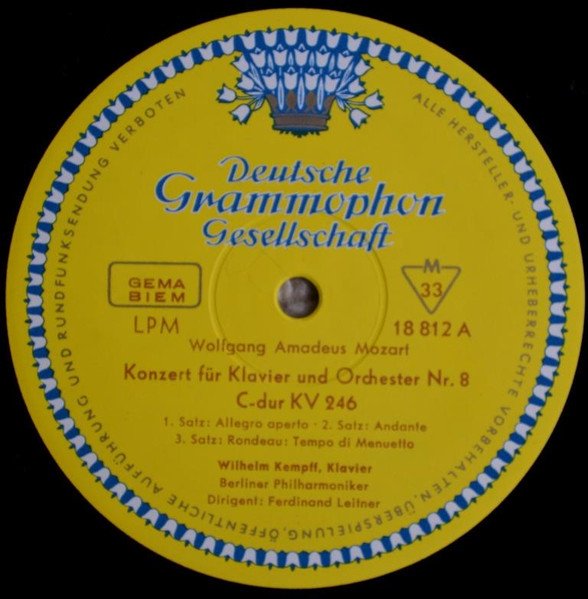 ALLE HERSTELLER- UND URHEBERRECHTE VORBEHALTEN, ÜBERSPIELUNG, ÖFFENTLICHE AUFFÜHRUNG UND RUNDFUNKSENDUNG VERBOTEN
Deutsche
Grammophon
Gesellschaft
GEMA
BIEM
M
33
LPM
18 812 A
Wolfgang Amadeus Mozart
Konzert für Klavier und Orchester Nr. 8
C-dur KV 246
1. Satz: Allegro aperto · 2. Satz: Andante
3. Satz: Rondeau: Tempo di Menuetto
Wilhelm Kempff, Klavier
Berliner Philharmoniker
Dirigent: Ferdinand Leitner